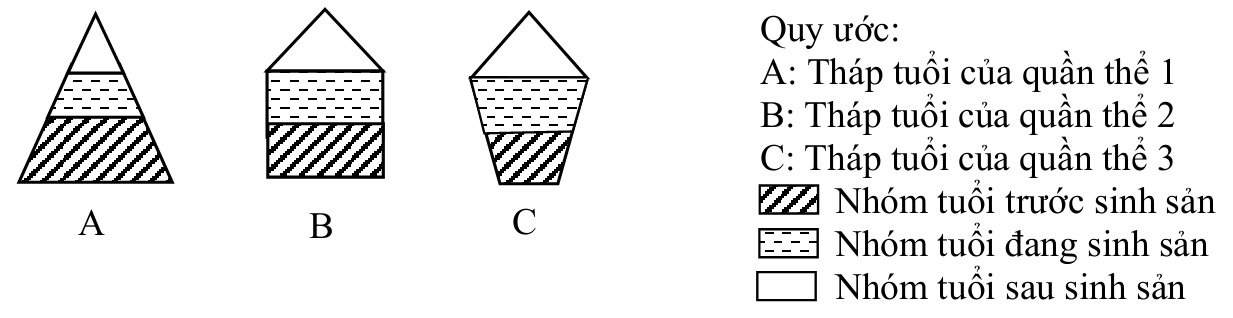 A
B
C
Quy ước:
A: Tháp tuổi của quần thể 1
B: Tháp tuổi của quần thể 2
C: Tháp tuổi của quần thể 3
Nhóm tuổi trước sinh sản
Nhóm tuổi đang sinh sản
Nhóm tuổi sau sinh sản